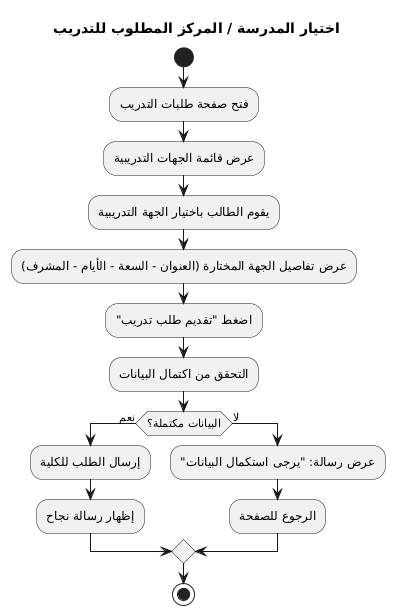 اختيار المدرسة / المركز المطلوب للتدريب
فتح صفحة طلبات التدريب
عرض قائمة الجهات التدريبية
يقوم الطالب باختيار الجهة التدريبية
عرض تفاصيل الجهة المختارة (العنوان - السعة - الأيام - المشرف)
اضغط "تقديم طلب تدريب"
التحقق من اكتمال البيانات
البيانات مكتملة؟
نعم
لا
إرسال الطلب للكلية
عرض رسالة: "يرجى استكمال البيانات"
إظهار رسالة نجاح
الرجوع للصفحة